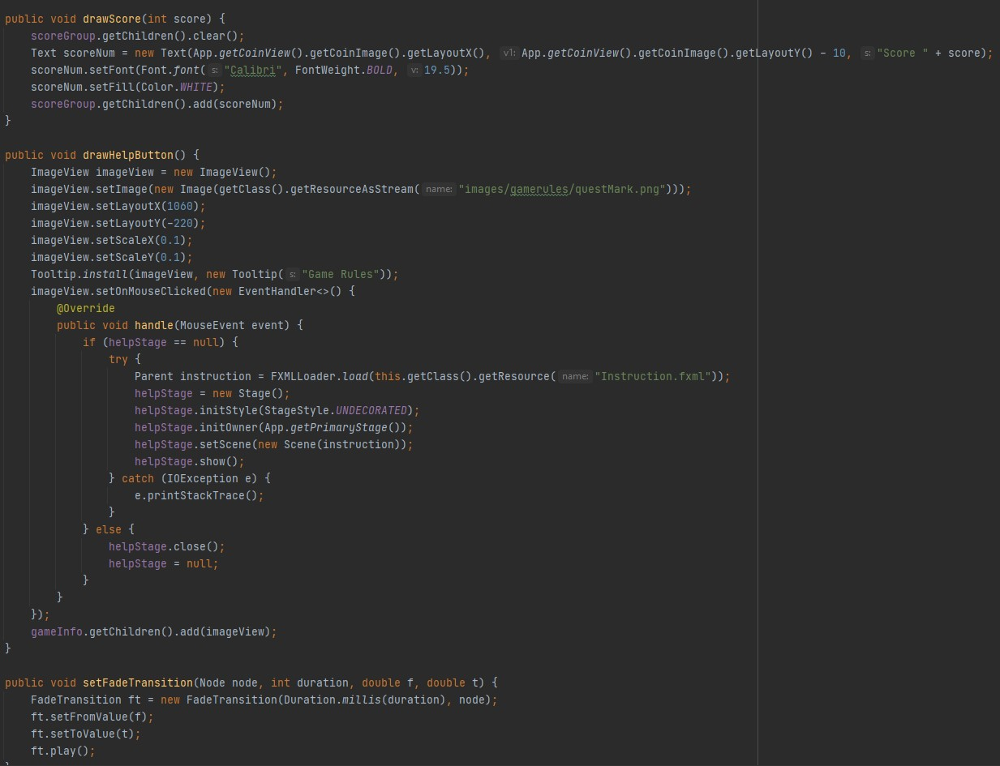 public void drawScore(int score) {
    scoreGroup.getChildren().clear();
    Text scoreNum = new Text(App.getCoinView().getCoinImage().getLayoutX(), v1: App.getCoinView().getCoinImage().getLayoutY() - 10, s: "Score " + score);
    scoreNum.setFont(Font.font( s: "Calibri", FontWeight.BOLD, v: 19.5));
    scoreNum.setFill(Color.WHITE);
    scoreGroup.getChildren().add(scoreNum);
}

public void drawHelpButton() {
    ImageView imageView = new ImageView();
    imageView.setImage(new Image(getClass().getResourceAsStream( name: "images/gamerules/questMark.png")));
    imageView.setLayoutX(1060);
    imageView.setLayoutY(-220);
    imageView.setScaleX(0.1);
    imageView.setScaleY(0.1);
    Tooltip.install(imageView, new Tooltip( s: "Game Rules"));
    imageView.setOnMouseClicked(new EventHandler<>() {
        @Override
        public void handle(MouseEvent event) {
            if (helpStage == null) {
                try {
                    Parent instruction = FXMLLoader.load(this.getClass().getResource( name: "Instruction.fxml"));
                    helpStage = new Stage();
                    helpStage.initStyle(StageStyle.UNDECORATED);
                    helpStage.initOwner(App.getPrimaryStage());
                    helpStage.setScene(new Scene(instruction));
                    helpStage.show();
                } catch (IOException e) {
                    e.printStackTrace();
                }
            } else {
                helpStage.close();
                helpStage = null;
            }
        }
    });
    gameInfo.getChildren().add(imageView);
}

public void setFadeTransition(Node node, int duration, double f, double t) {
    FadeTransition ft = new FadeTransition(Duration.millis(duration), node);
    ft.setFromValue(f);
    ft.setToValue(t);
    ft.play();
}